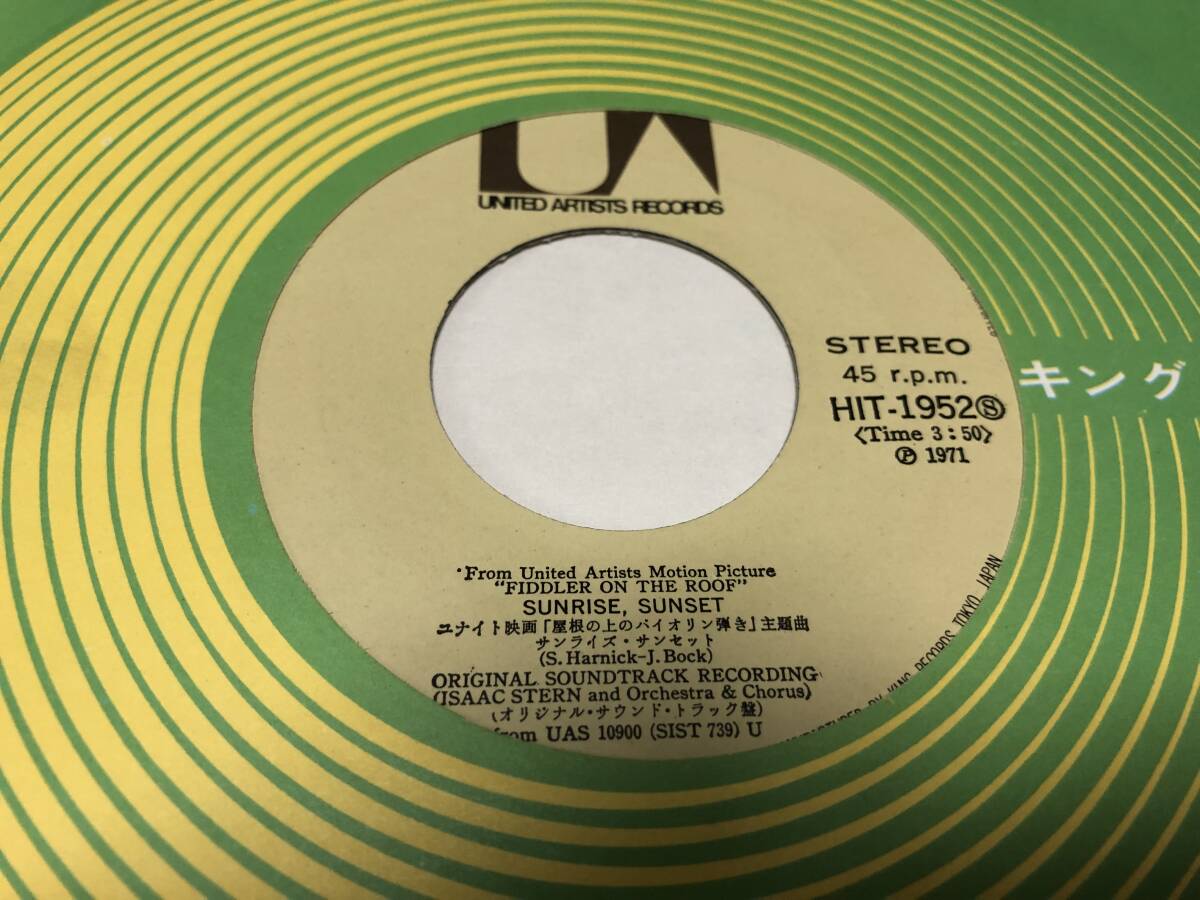 UA
UNITED ARTISTS RECORDS
STEREO
45 r.p.m.
HIT-1952Ⓢ
〈Time 3:50〉
Ⓟ 1971
キング
From United Artists Motion Picture
"FIDDLER ON THE ROOF"
SUNRISE, SUNSET
ユナイト映画「屋根の上のバイオリン弾き」主題曲
サンライズ・サンセット
(S. Harnick-J. Bock)
ORIGINAL SOUNDTRACK RECORDING
(ISAAC STERN and Orchestra & Chorus)
(オリジナル・サウンド・トラック盤)
from UAS 10900 (SIST 739) U
BY KING RECORDS TOKYO JAPAN